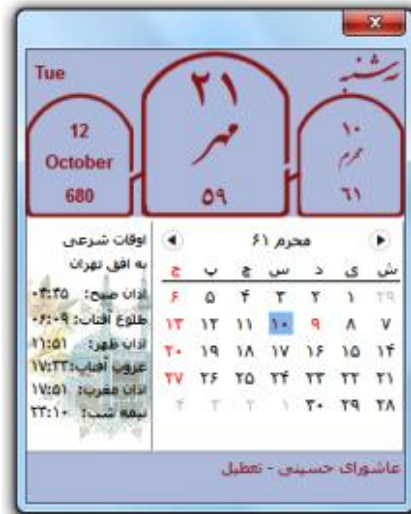 Tue
سه‌شنبه
12
October
680
۲۱
مهر
۵۹
۱۰
محرم
۶۱
محرم ۶۱
ش ی د س چ پ ج
۲۹ ۱ ۲ ۳ ۴ ۵ ۶
۷ ۸ ۹ ۱۰ ۱۱ ۱۲ ۱۳
۱۴ ۱۵ ۱۶ ۱۷ ۱۸ ۱۹ ۲۰
۲۱ ۲۲ ۲۳ ۲۴ ۲۵ ۲۶ ۲۷
۲۸ ۲۹ ۳۰ ۱ ۲ ۳ ۴
اوقات شرعی
به افق تهران
اذان صبح: ۰۴:۴۵
طلوع آفتاب: ۰۶:۰۹
اذان ظهر: ۱۱:۵۱
غروب آفتاب: ۱۷:۳۳
اذان مغرب: ۱۷:۵۱
نیمه شب: ۲۳:۱۰
عاشورای حسینی - تعطیل